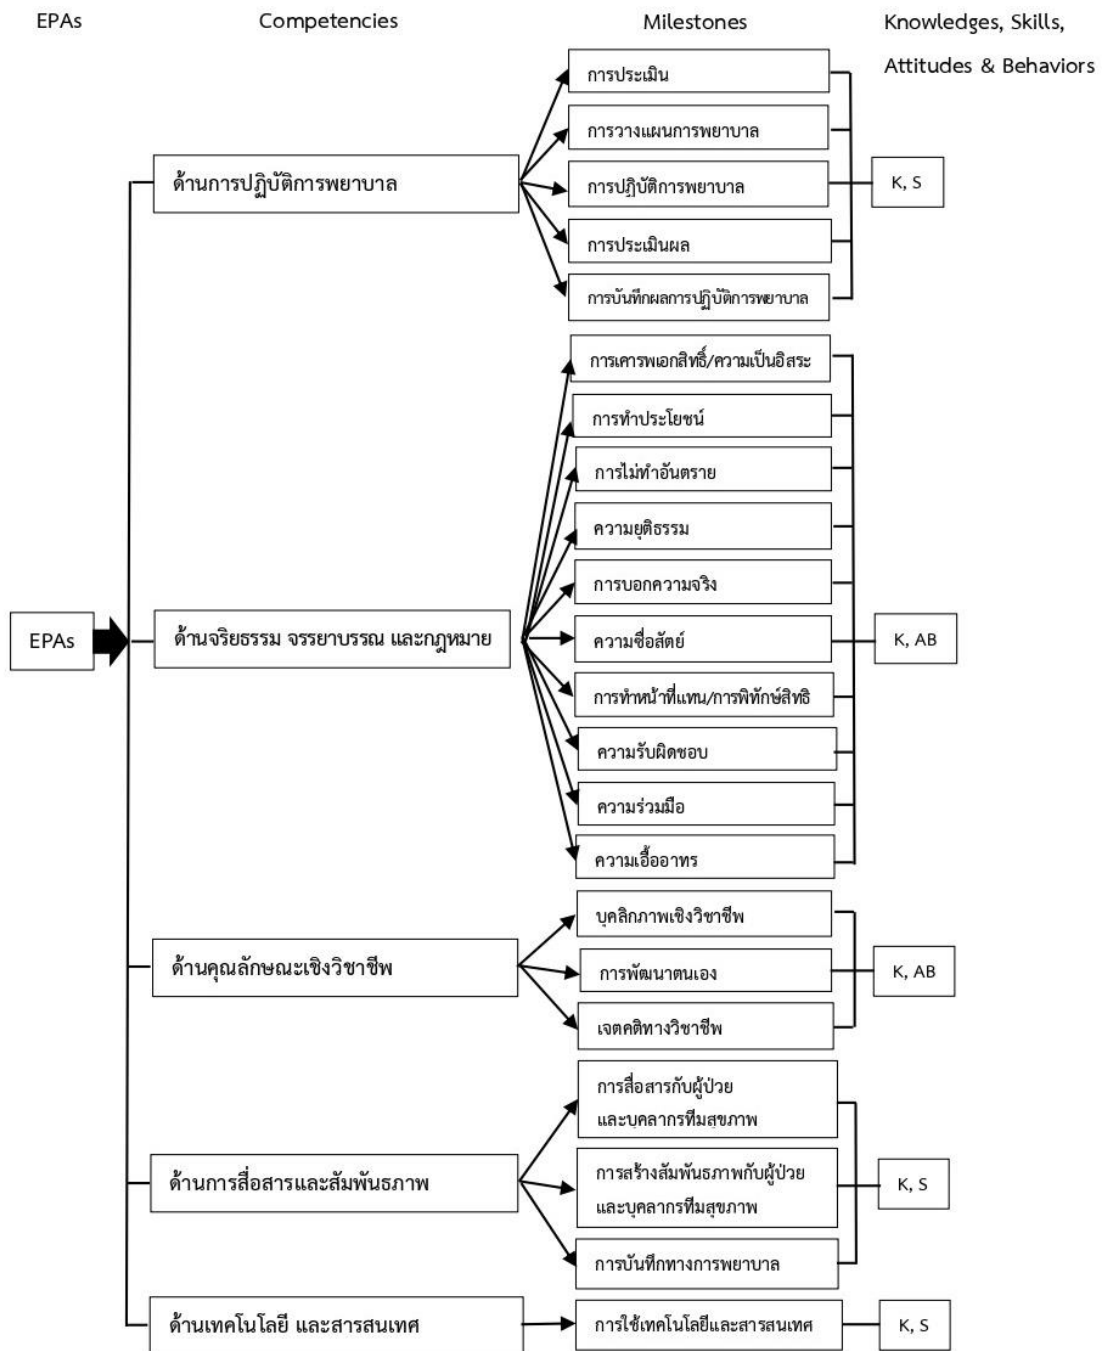 EPAs Competencies Milestones Knowledges, Skills,
Attitudes & Behaviors
การประเมิน
การวางแผนการพยาบาล
ด้านการปฏิบัติการพยาบาล
การปฏิบัติการพยาบาล
K, S
การประเมินผล
การบันทึกผลการปฏิบัติการพยาบาล
การเคารพเอกสิทธิ์/ความเป็นอิสระ
การทำประโยชน์
การไม่ทำอันตราย
ความยุติธรรม
การบอกความจริง
EPAs
ด้านจริยธรรม จรรยาบรรณ และกฎหมาย
ความซื่อสัตย์
K, AB
การทำหน้าที่แทน/การพิทักษ์สิทธิ
ความรับผิดชอบ
ความร่วมมือ
ความเอื้ออาทร
บุคลิกภาพเชิงวิชาชีพ
ด้านคุณลักษณะเชิงวิชาชีพ
การพัฒนาตนเอง
K, AB
เจตคติทางวิชาชีพ
การสื่อสารกับผู้ป่วย
และบุคลากรทีมสุขภาพ
ด้านการสื่อสารและสัมพันธภาพ
การสร้างสัมพันธภาพกับผู้ป่วย
และบุคลากรทีมสุขภาพ
K, S
การบันทึกทางการพยาบาล
ด้านเทคโนโลยี และสารสนเทศ
การใช้เทคโนโลยีและสารสนเทศ
K, S